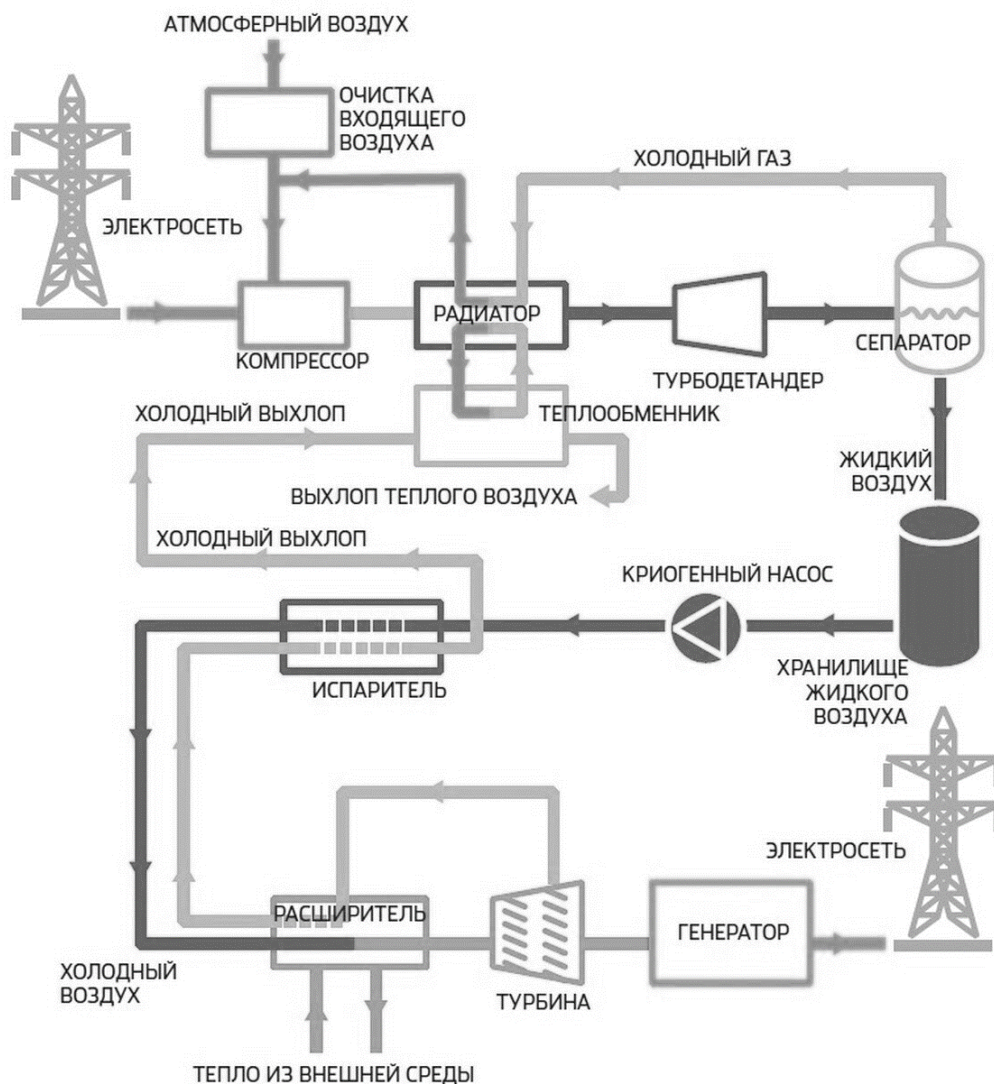 АТМОСФЕРНЫЙ ВОЗДУХ
ОЧИСТКА
ВХОДЯЩЕГО
ВОЗДУХА
ХОЛОДНЫЙ ГАЗ
ЭЛЕКТРОСЕТЬ
РАДИАТОР
КОМПРЕССОР
СЕПАРАТОР
ТУРБОДЕТАНДЕР
ХОЛОДНЫЙ ВЫХЛОП
ТЕПЛООБМЕННИК
ЖИДКИЙ
ВОЗДУХ
ВЫХЛОП ТЕПЛОГО ВОЗДУХА
ХОЛОДНЫЙ ВЫХЛОП
КРИОГЕННЫЙ НАСОС
ИСПАРИТЕЛЬ
ХРАНИЛИЩЕ
ЖИДКОГО
ВОЗДУХА
ЭЛЕКТРОСЕТЬ
РАСШИРИТЕЛЬ
ГЕНЕРАТОР
ХОЛОДНЫЙ
ВОЗДУХ
ТУРБИНА
ТЕПЛО ИЗ ВНЕШНЕЙ СРЕДЫ